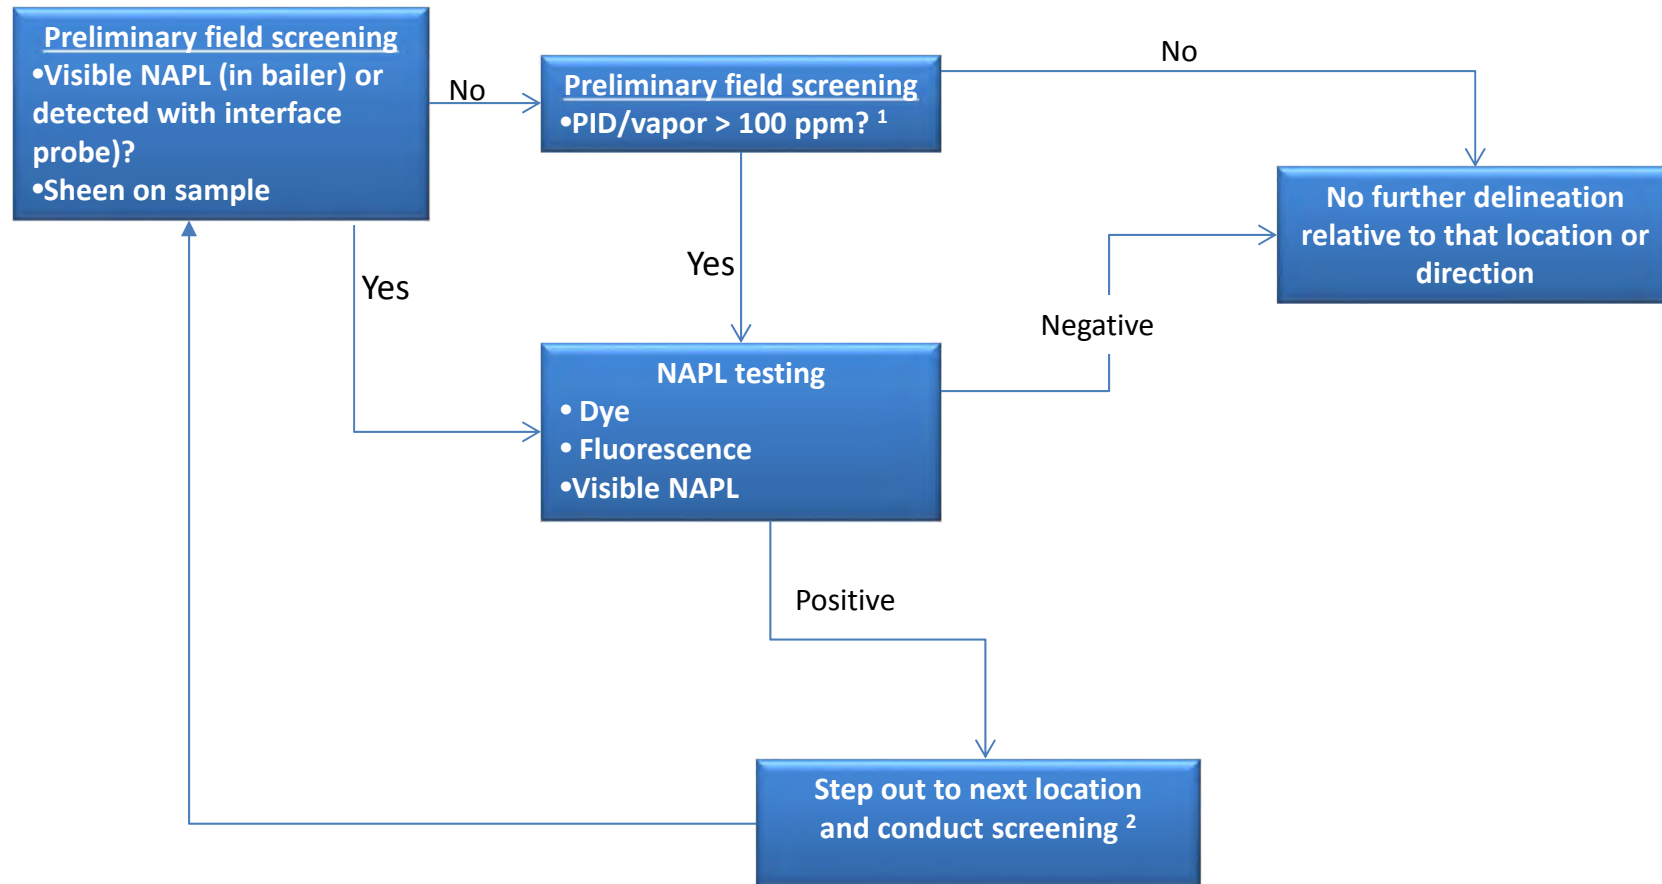 Preliminary field screening
•Visible NAPL (in bailer) or
detected with interface
probe)?
•Sheen on sample
No
Preliminary field screening
•PID/vapor > 100 ppm? 1
No
No further delineation
relative to that location or
direction
Yes
Yes
Negative
NAPL testing
• Dye
• Fluorescence
•Visible NAPL
Positive
Step out to next location
and conduct screening 2